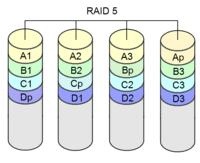 RAID 5
A1 A2 A3 Ap
B1 B2 Bp B3
C1 Cp C2 C3
Dp D1 D2 D3